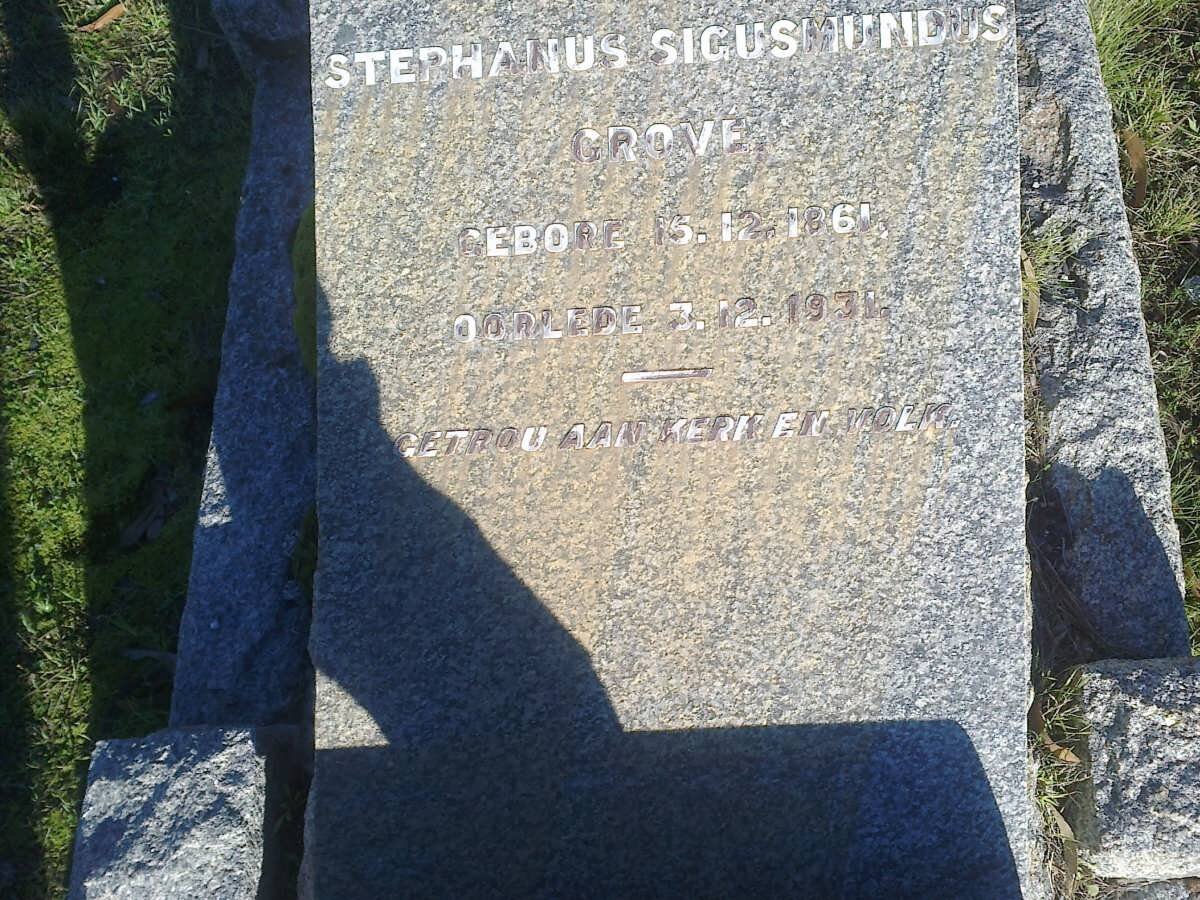 STEPHANUS SIGUSMUNDUS
GROVÉ.
GEBORE 15.12.1861.
OORLEDE 3.12.1931.
GETROU AAN KERK EN VOLK.